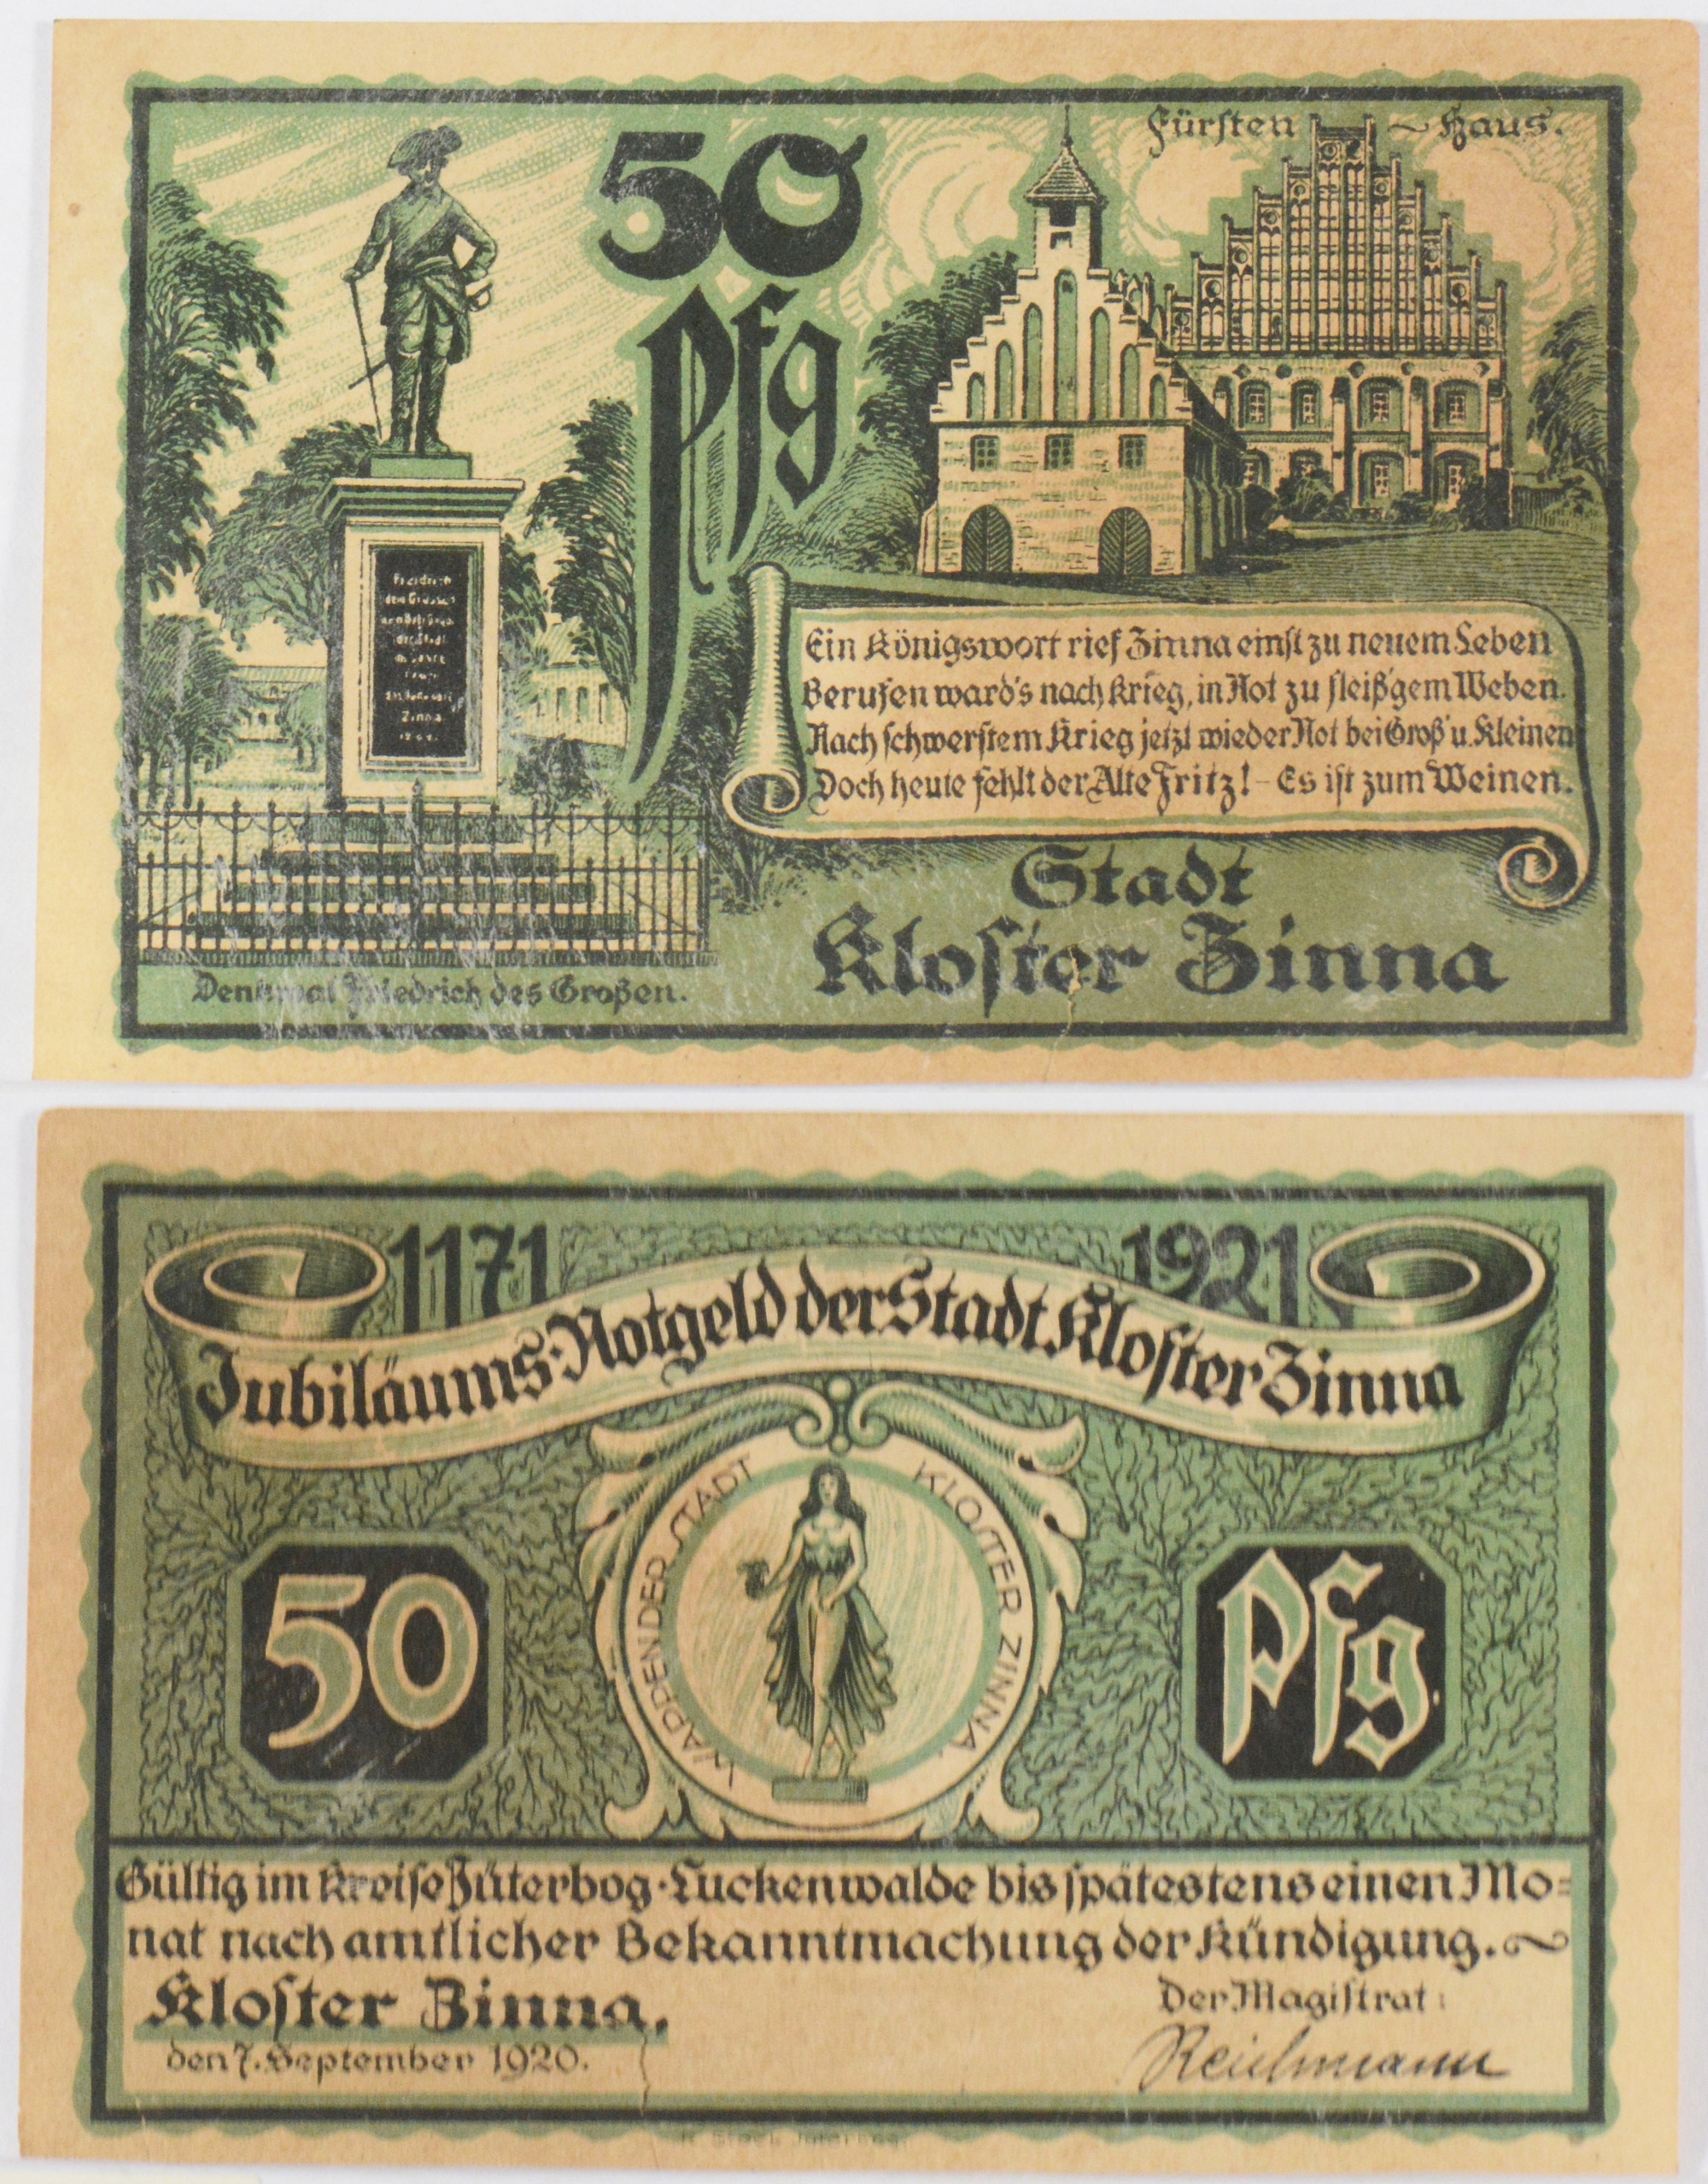 Fürsten ~ Haus.
50
Pfg
Friedrich
dem Grossen
Zinna
Ein Königswort rief Zinna einst zu neuem Leben
Berufen ward's nach Krieg, in Not zu fleiß'gem Weben.
Nach schwerstem Krieg jetzt wieder Not bei Groß' u. Kleinen
Doch heute fehlt der Alte Fritz! - Es ist zum Weinen.
Stadt
Kloster Zinna
Denkmal Friedrich des Großen.
1171 1921
Jubiläums-Notgeld der Stadt Kloster Zinna
WAPPEN DER STADT KLOSTER ZINNA.
50 Pfg.
Gültig im Kreise Jüterbog-Luckenwalde bis spätestens einen Mo=
nat nach amtlicher Bekanntmachung der Kündigung. ~
Kloster Zinna,
den 7. September 1920.
Der Magistrat: